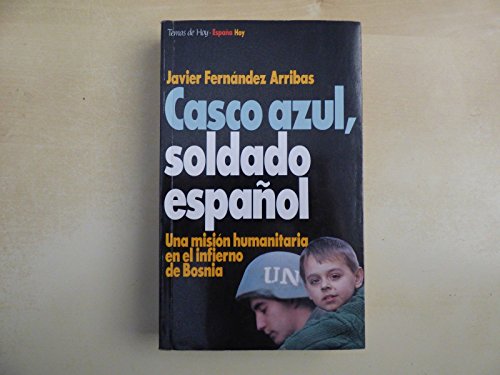 Temas de Hoy · España Hoy
Javier Fernández Arribas
Casco azul,
soldado
español
Una misión humanitaria
en el infierno
de Bosnia
UN